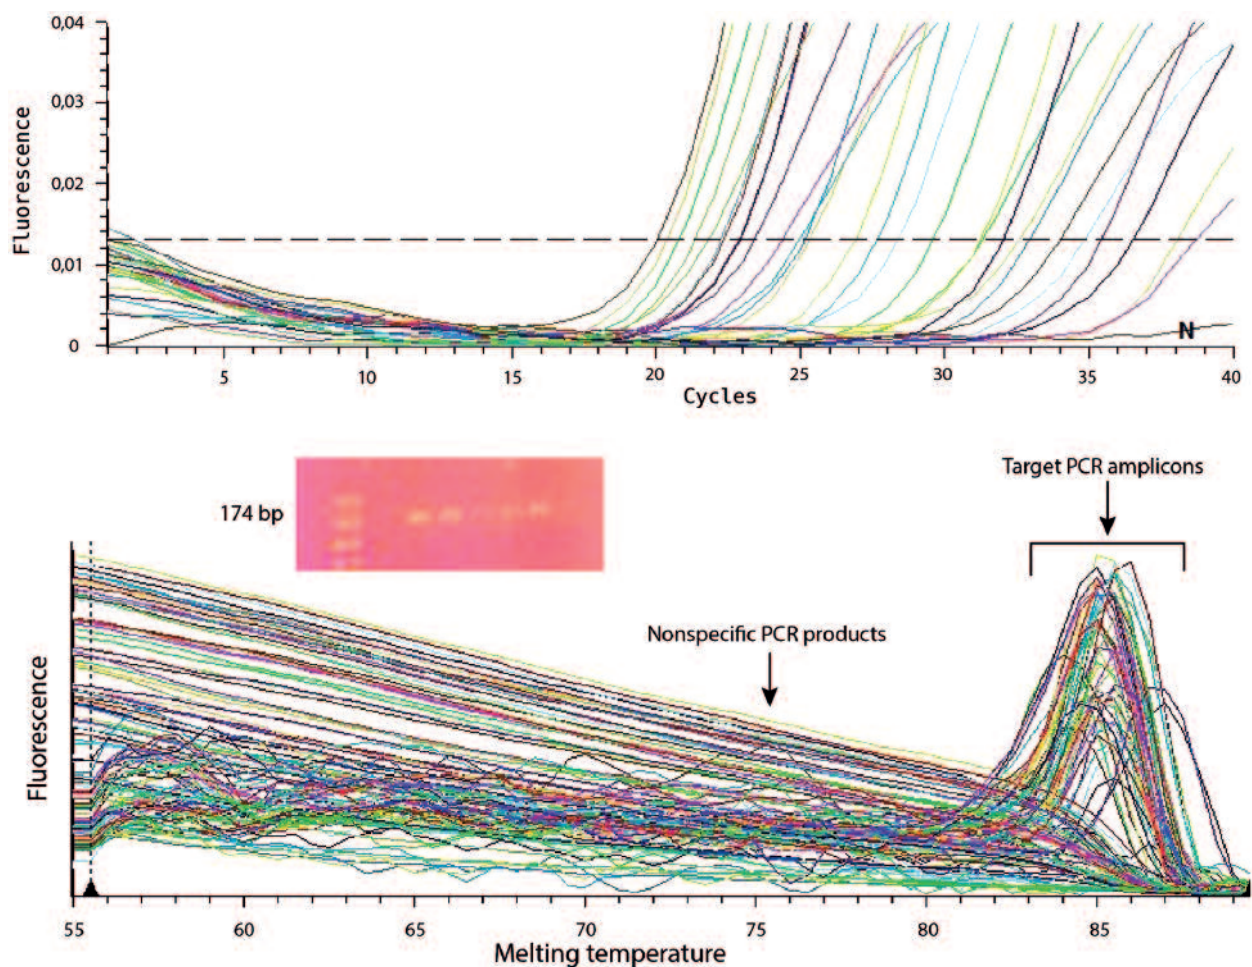 0,04
0,03
0,02
0,01
0
Fluorescence
N
5 10 15 20 25 30 35 40
Cycles
Target PCR amplicons
174 bp
Nonspecific PCR products
Fluorescence
55 60 65 70 75 80 85
Melting temperature